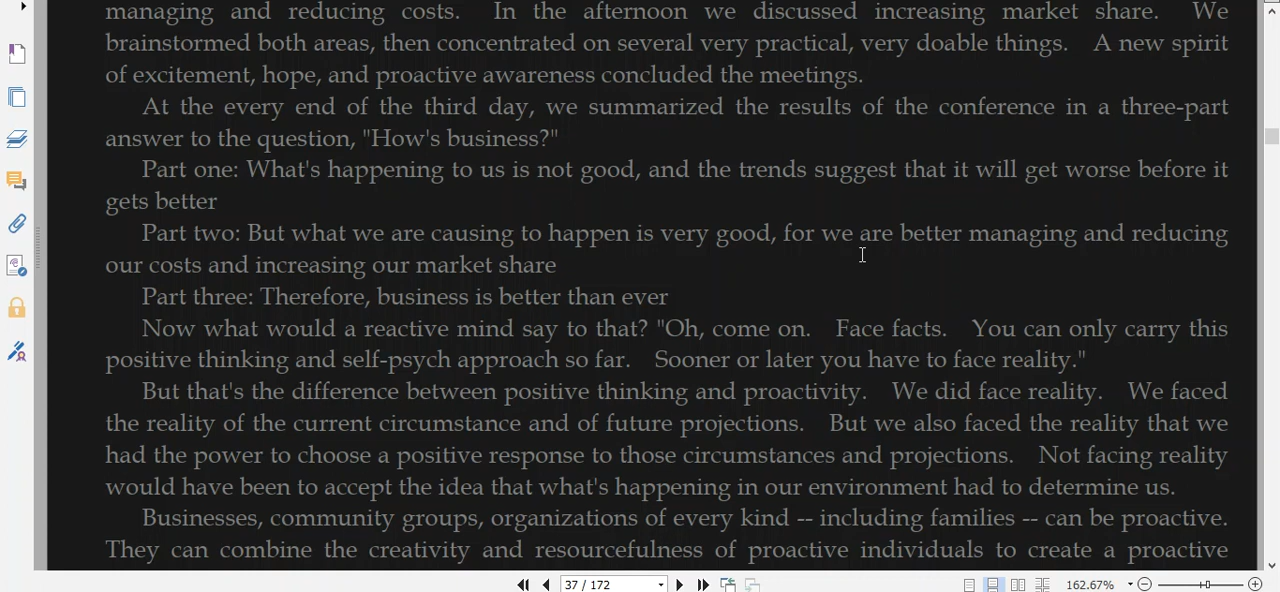 managing and reducing costs. In the afternoon we discussed increasing market share. We
brainstormed both areas, then concentrated on several very practical, very doable things. A new spirit
of excitement, hope, and proactive awareness concluded the meetings.
At the every end of the third day, we summarized the results of the conference in a three-part
answer to the question, "How's business?"
Part one: What's happening to us is not good, and the trends suggest that it will get worse before it
gets better
Part two: But what we are causing to happen is very good, for we are better managing and reducing
our costs and increasing our market share
Part three: Therefore, business is better than ever
Now what would a reactive mind say to that? "Oh, come on. Face facts. You can only carry this
positive thinking and self-psych approach so far. Sooner or later you have to face reality."
But that's the difference between positive thinking and proactivity. We did face reality. We faced
the reality of the current circumstance and of future projections. But we also faced the reality that we
had the power to choose a positive response to those circumstances and projections. Not facing reality
would have been to accept the idea that what's happening in our environment had to determine us.
Businesses, community groups, organizations of every kind -- including families -- can be proactive.
They can combine the creativity and resourcefulness of proactive individuals to create a proactive
37 / 172
162.67%